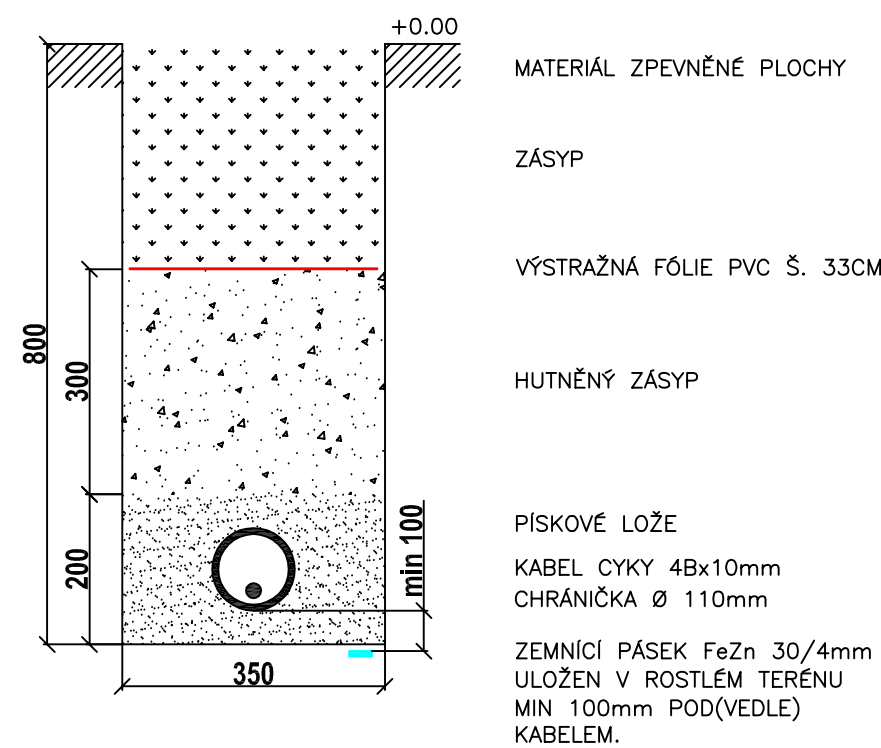 +0.00
MATERIÁL ZPEVNĚNÉ PLOCHY
ZÁSYP
VÝSTRAŽNÁ FÓLIE PVC Š. 33CM
800
300
HUTNĚNÝ ZÁSYP
200
min 100
PÍSKOVÉ LOŽE
KABEL CYKY 4Bx10mm
CHRÁNIČKA Ø 110mm
350
ZEMNÍCÍ PÁSEK FeZn 30/4mm
ULOŽEN V ROSTLÉM TERÉNU
MIN 100mm POD(VEDLE)
KABELEM.